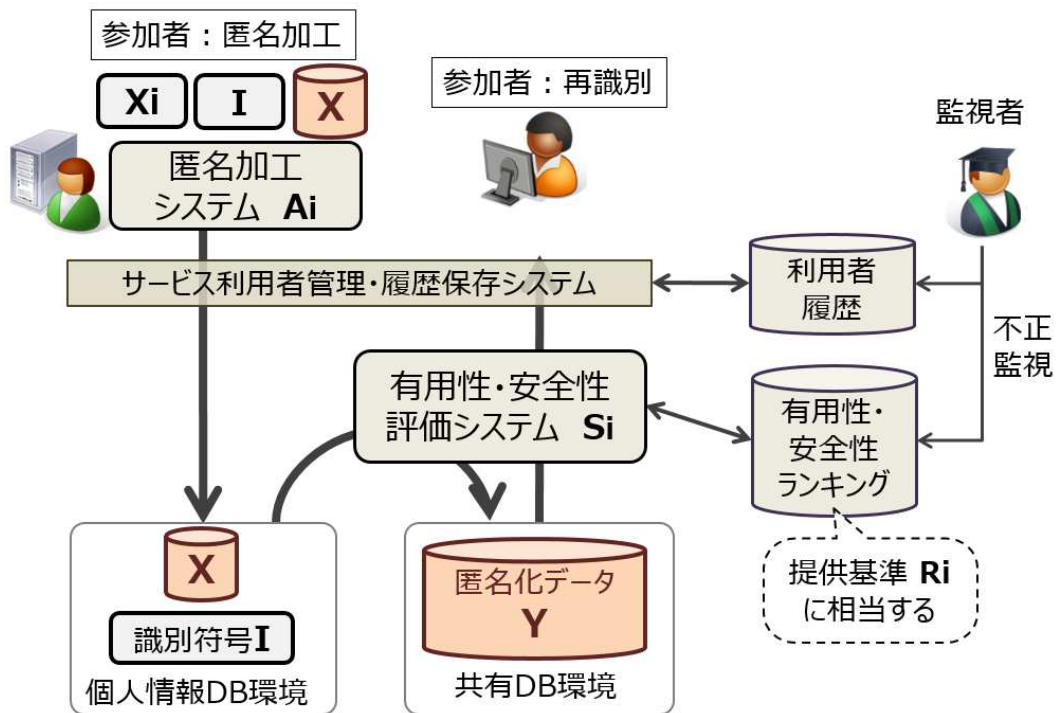 参加者：匿名加工
Xi
I
X
匿名加工
システム Ai
参加者：再識別
監視者
サービス利用者管理・履歴保存システム
利用者
履歴
不正
監視
有用性・安全性
評価システム Si
有用性・
安全性
ランキング
X
識別符号I
個人情報DB環境
匿名化データ
Y
共有DB環境
提供基準 Ri
に相当する